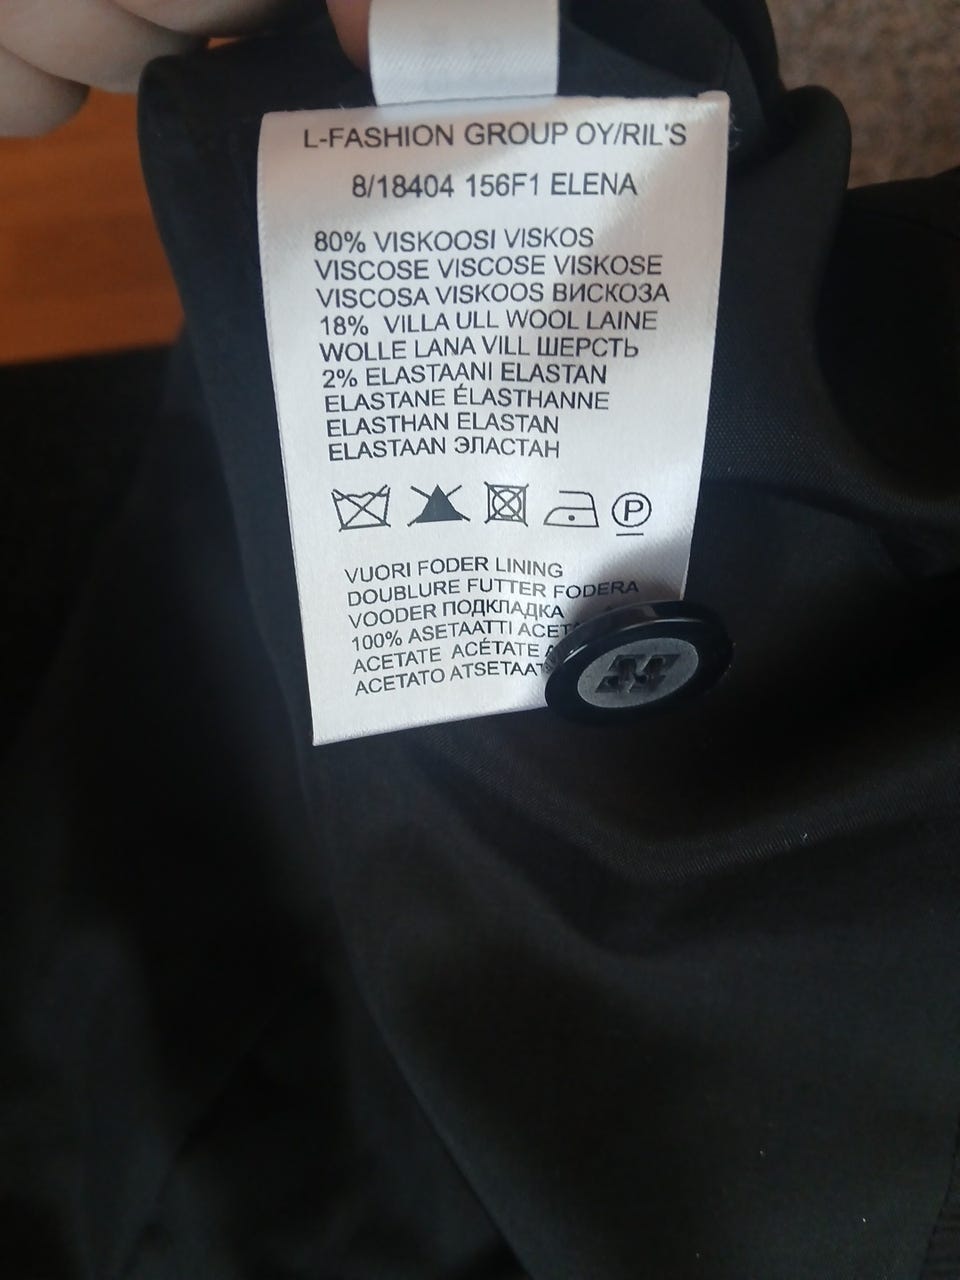 L-FASHION GROUP OY/RIL'S
8/18404 156F1 ELENA
80% VISKOOSI VISKOS
VISCOSE VISCOSE VISKOSE
VISCOSA VISKOOS ВИСКОЗА
18% VILLA ULL WOOL LAINE
WOLLE LANA VILL ШЕРСТЬ
2% ELASTAANI ELASTAN
ELASTANE ÉLASTHANNE
ELASTHAN ELASTAN
ELASTAAN ЭЛАСТАН
P
VUORI FODER LINING
DOUBLURE FUTTER FODERA
VOODER ПОДКЛАДКА
100% ASETAATTI
ACETATE ACÉTATE
ACETATO ATSETAAT